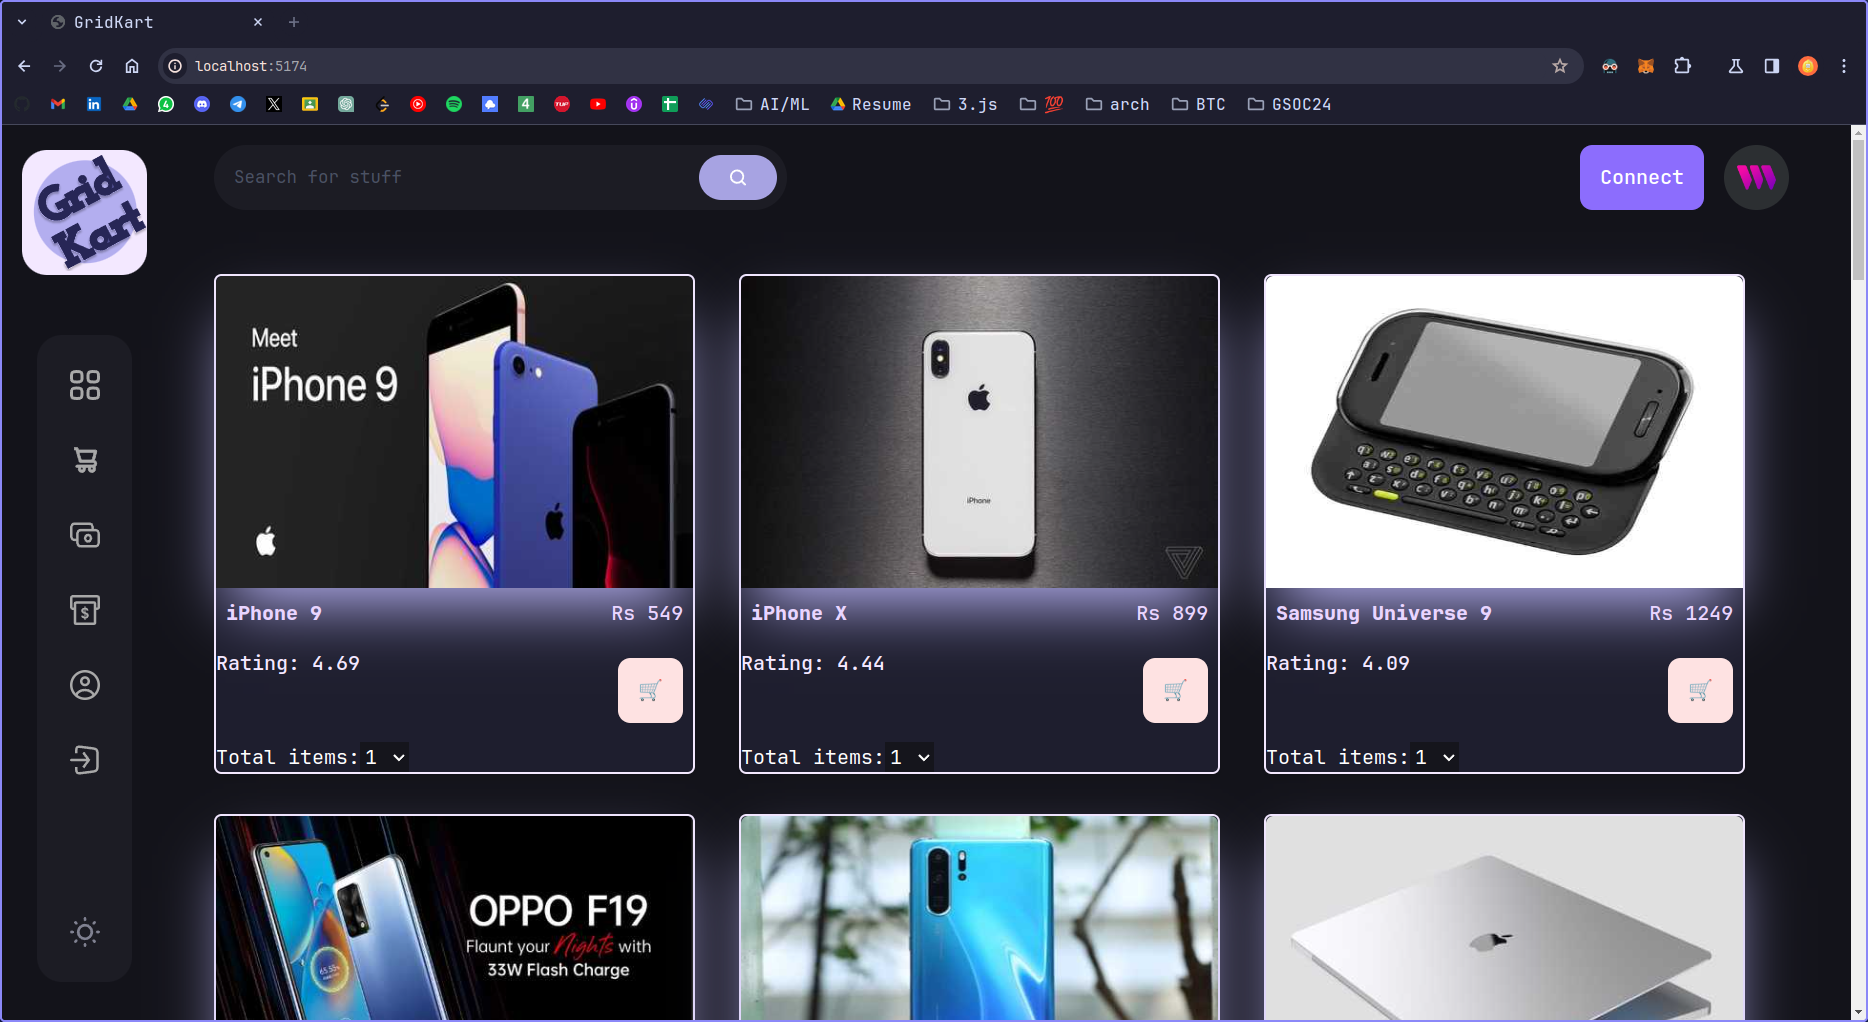 GridKart
localhost:5174
AI/ML Resume 3.js 💯 arch BTC GSOC24
Grid
Kart
Search for stuff
Connect
Meet
iPhone 9
iPhone
iPhone 9 Rs 549
iPhone X Rs 899
Samsung Universe 9 Rs 1249
Rating: 4.69
Rating: 4.44
Rating: 4.09
Total items: 1
Total items: 1
Total items: 1
OPPO F19
Flaunt your Nights with
33W Flash Charge